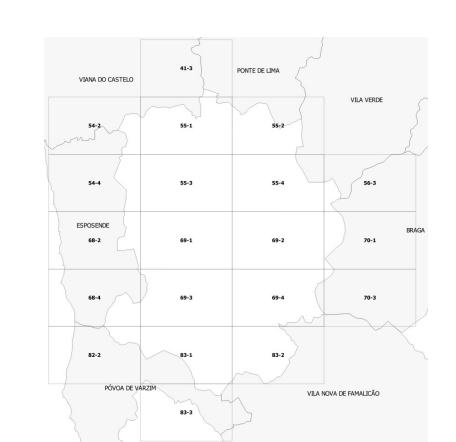 41-3
PONTE DE LIMA
VIANA DO CASTELO
VILA VERDE
54-2
55-1
55-2
54-4
55-3
55-4
56-3
ESPOSENDE
BRAGA
68-2
69-1
69-2
70-1
68-4
69-3
69-4
70-3
82-2
83-1
83-2
PÓVOA DE VARZIM
VILA NOVA DE FAMALICÃO
83-3